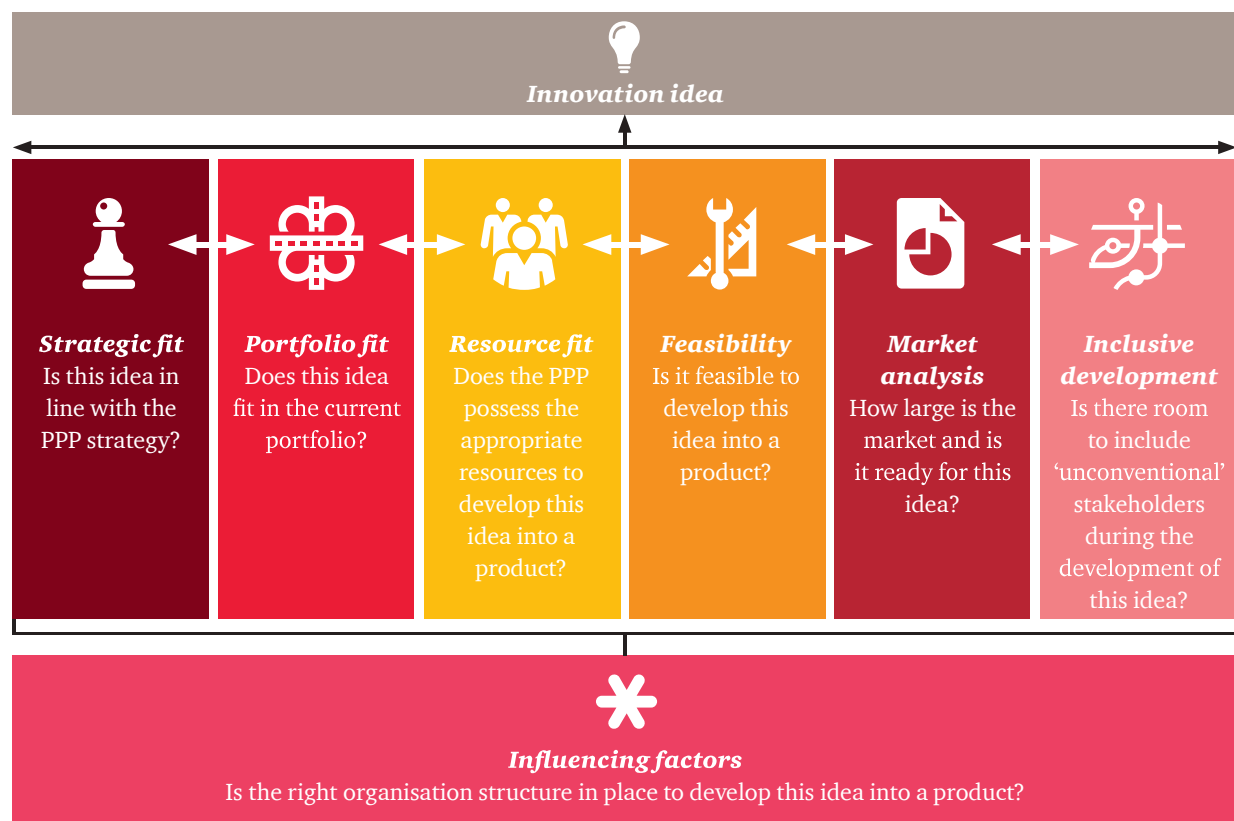 Innovation idea
Strategic fit
Is this idea in
line with the
PPP strategy?
Portfolio fit
Does this idea
fit in the current
portfolio?
Resource fit
Does the PPP
possess the
appropriate
resources to
develop this
idea into a
product?
Feasibility
Is it feasible to
develop this
idea into a
product?
Market
analysis
How large is the
market and is
it ready for this
idea?
Inclusive
development
Is there room
to include
‘unconventional’
stakeholders
during the
development of
this idea?
Influencing factors
Is the right organisation structure in place to develop this idea into a product?